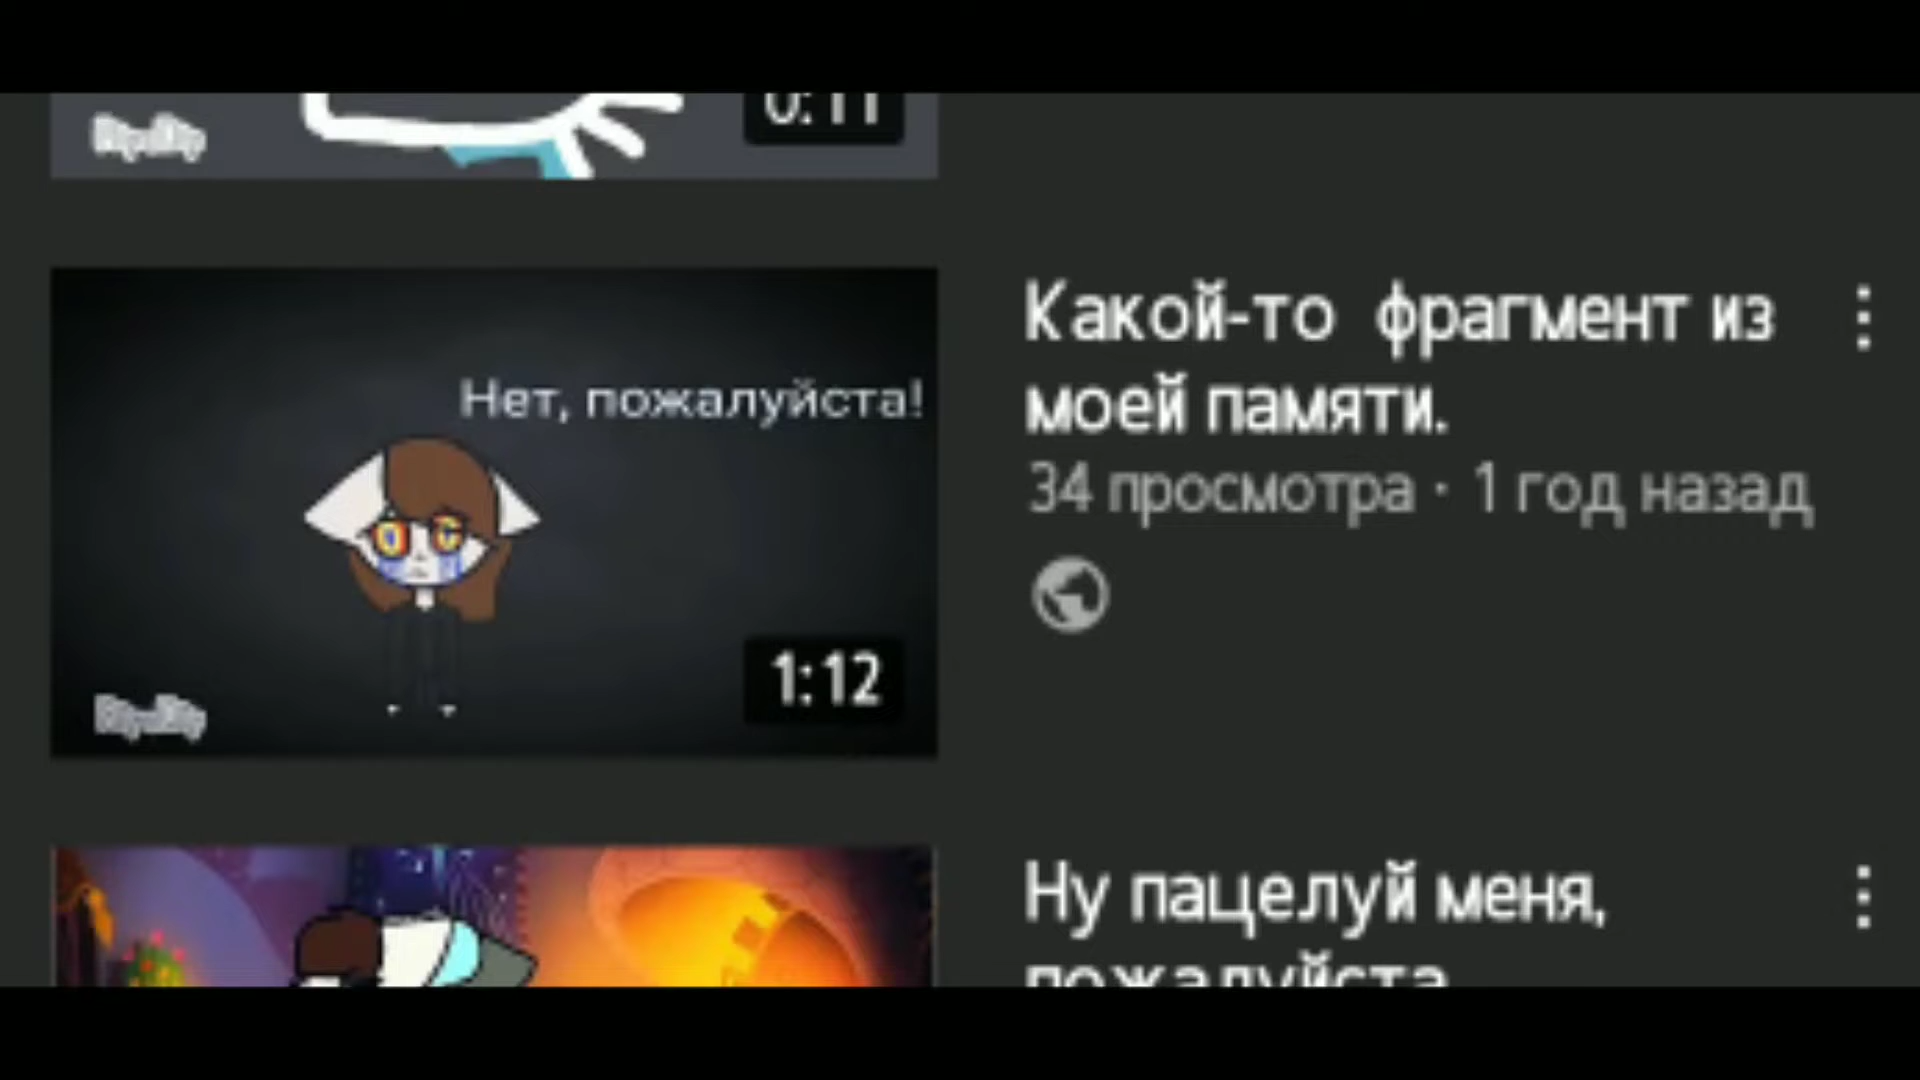 0:11
Какой-то фрагмент из
моей памяти.
34 просмотра · 1 год назад
Нет, пожалуйста!
1:12
Ну пацелуй меня,
пожалуйста